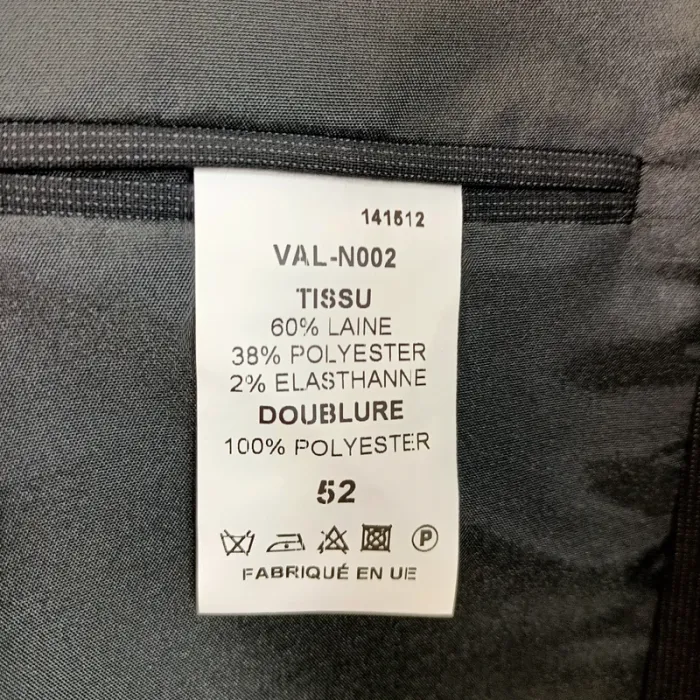 141512
VAL-N002
TISSU
60% LAINE
38% POLYESTER
2% ELASTHANNE
DOUBLURE
100% POLYESTER
52
P
FABRIQUÉ EN UE